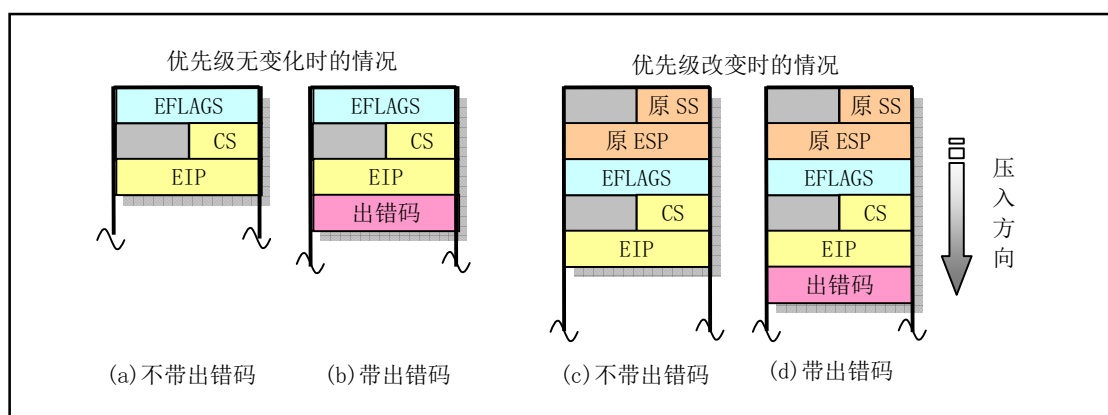 优先级无变化时的情况
优先级改变时的情况
EFLAGS
CS
EIP
EFLAGS
CS
EIP
出错码
原 SS
原 ESP
EFLAGS
CS
EIP
原 SS
原 ESP
EFLAGS
CS
EIP
出错码
压
入
方
向
(a)不带出错码
(b)带出错码
(c)不带出错码
(d)带出错码